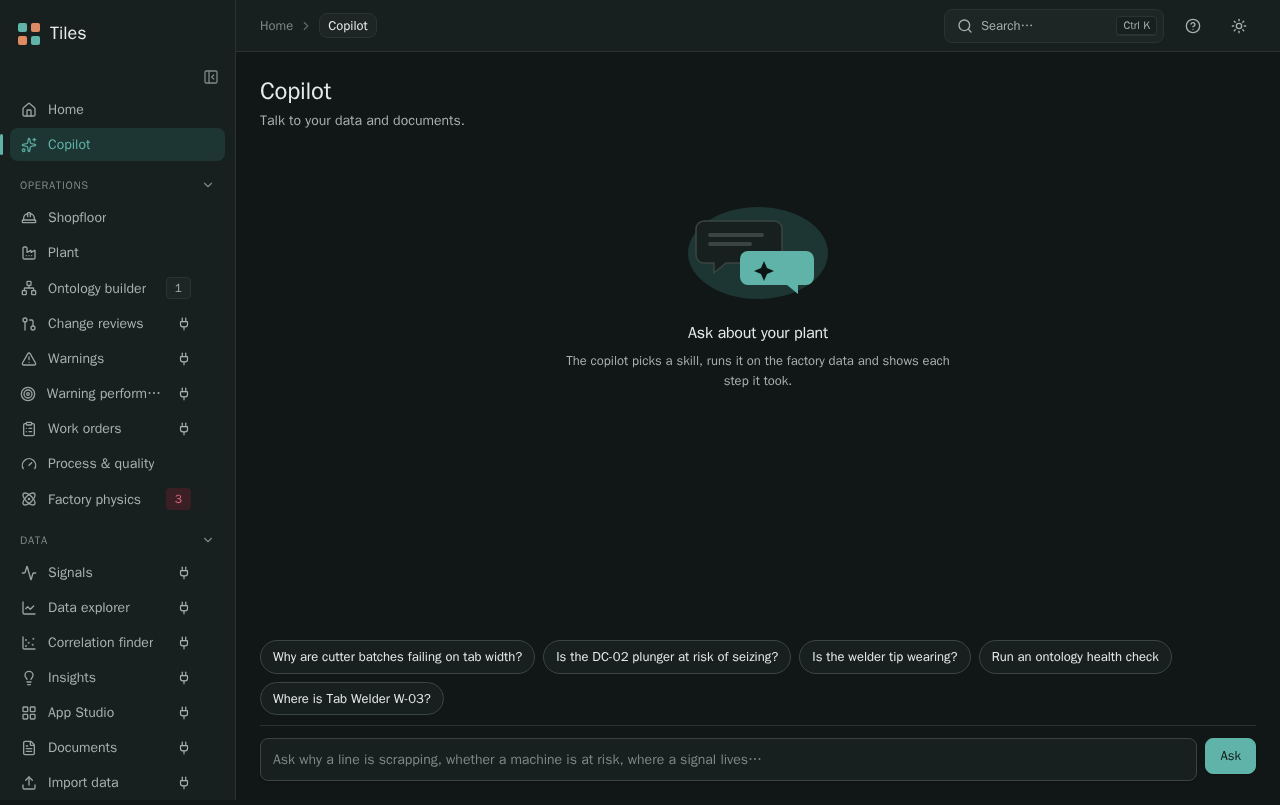 Tiles
Home
Copilot
OPERATIONS
Shopfloor
Plant
Ontology builder 1
Change reviews
Warnings
Warning perform···
Work orders
Process & quality
Factory physics 3
DATA
Signals
Data explorer
Correlation finder
Insights
App Studio
Documents
Import data
Home > Copilot
Search··· Ctrl K
Copilot
Talk to your data and documents.
Ask about your plant
The copilot picks a skill, runs it on the factory data and shows each
step it took.
Why are cutter batches failing on tab width? Is the DC-02 plunger at risk of seizing? Is the welder tip wearing? Run an ontology health check
Where is Tab Welder W-03?
Ask why a line is scrapping, whether a machine is at risk, where a signal lives··· Ask